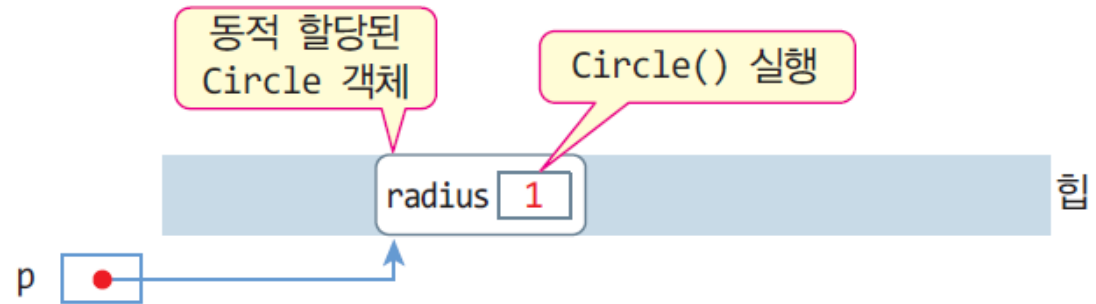 동적 할당된
Circle 객체
Circle() 실행
radius 1
힙
p